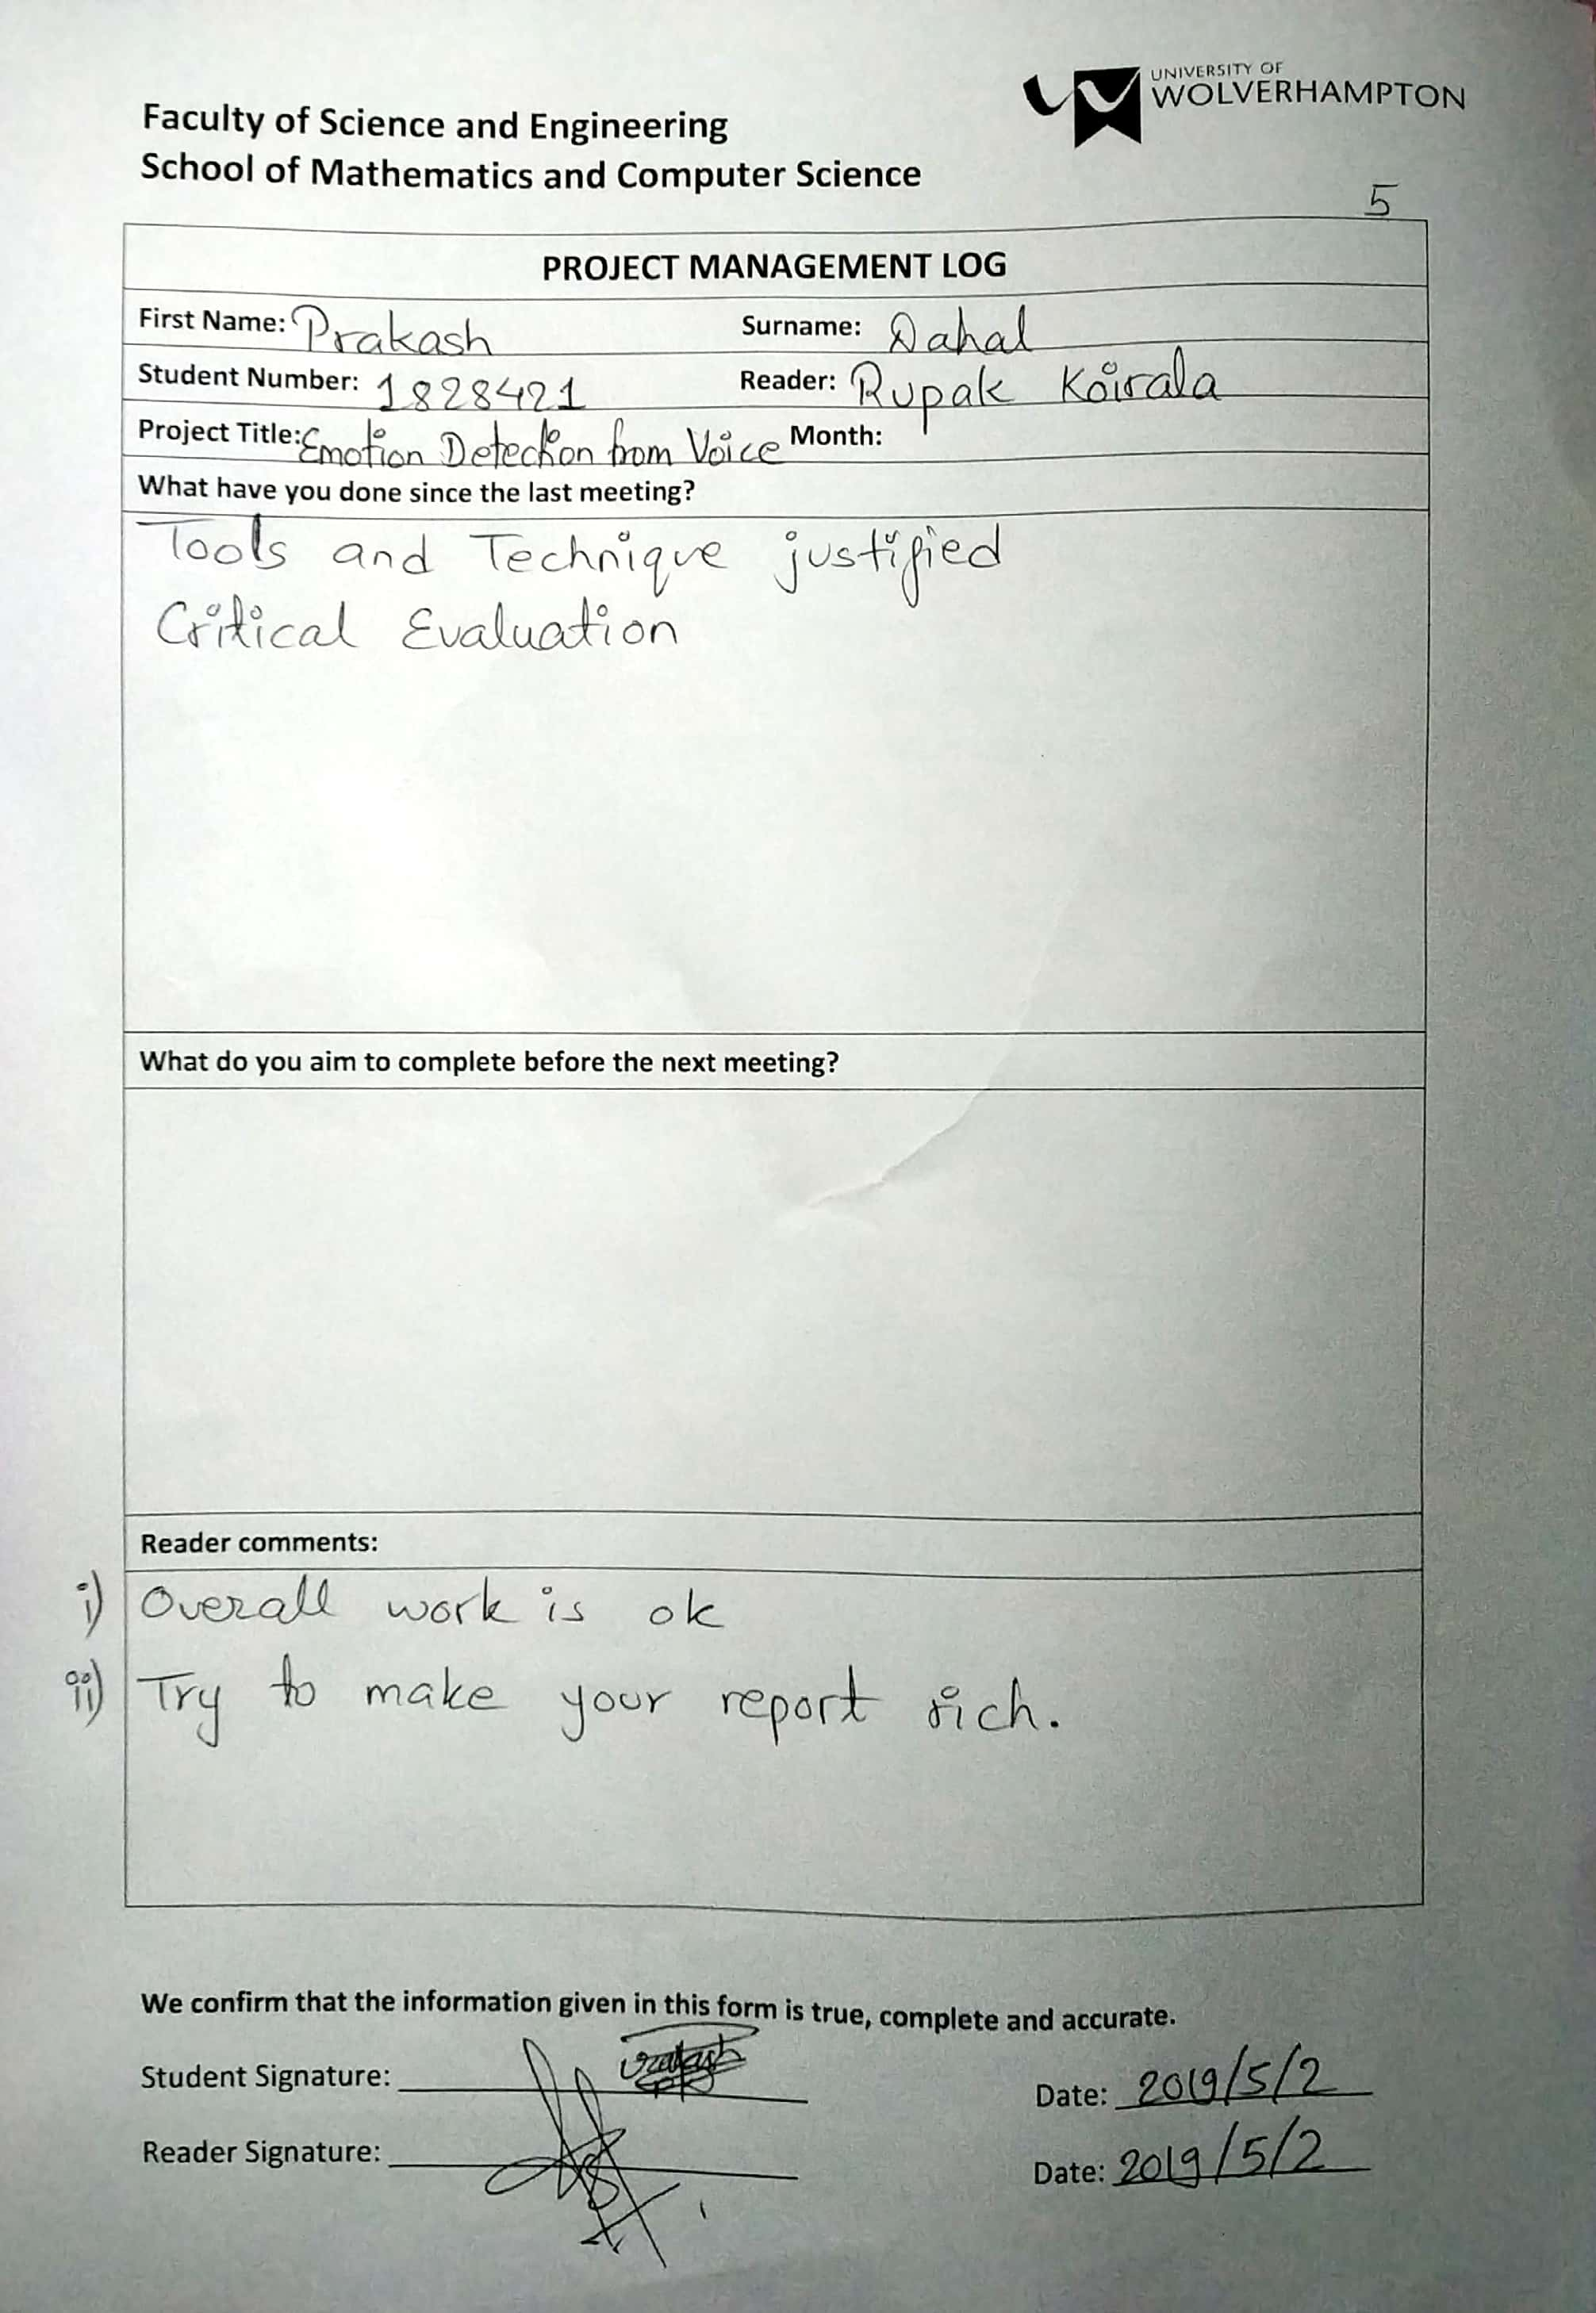 UNIVERSITY OF
WOLVERHAMPTON
Faculty of Science and Engineering
School of Mathematics and Computer Science
5
PROJECT MANAGEMENT LOG
First Name: Prakash Surname: Dahal
Student Number: 1828421 Reader: Rupak Koirala
Project Title: Emotion Detection from Voice Month:
What have you done since the last meeting?
Tools and Technique justified
Critical Evaluation
What do you aim to complete before the next meeting?
Reader comments:
i) Overall work is ok
ii) Try to make your report rich.
We confirm that the information given in this form is true, complete and accurate.
Student Signature: Date: 2019/5/2
Reader Signature: Date: 2019/5/2